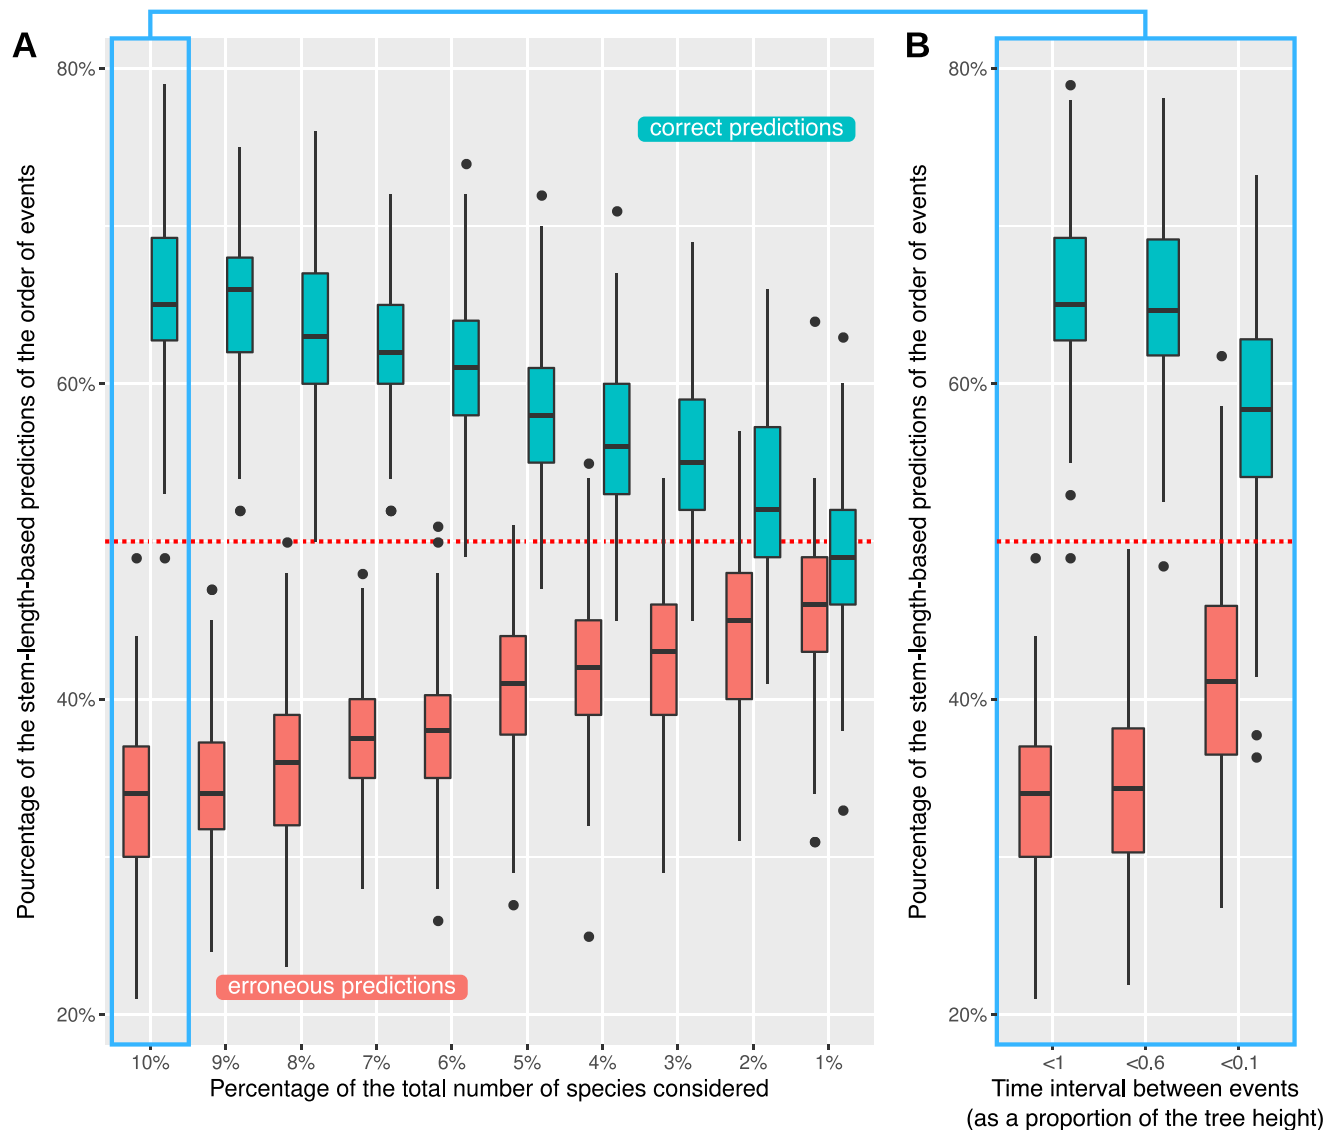 A
B
Pourcentage of the stem-length-based predictions of the order of events
80%
60%
40%
20%
correct predictions
erroneous predictions
10% 9% 8% 7% 6% 5% 4% 3% 2% 1%
Percentage of the total number of species considered
Pourcentage of the stem-length-based predictions of the order of events
80%
60%
40%
20%
<1 <0.6 <0.1
Time interval between events
(as a proportion of the tree height)